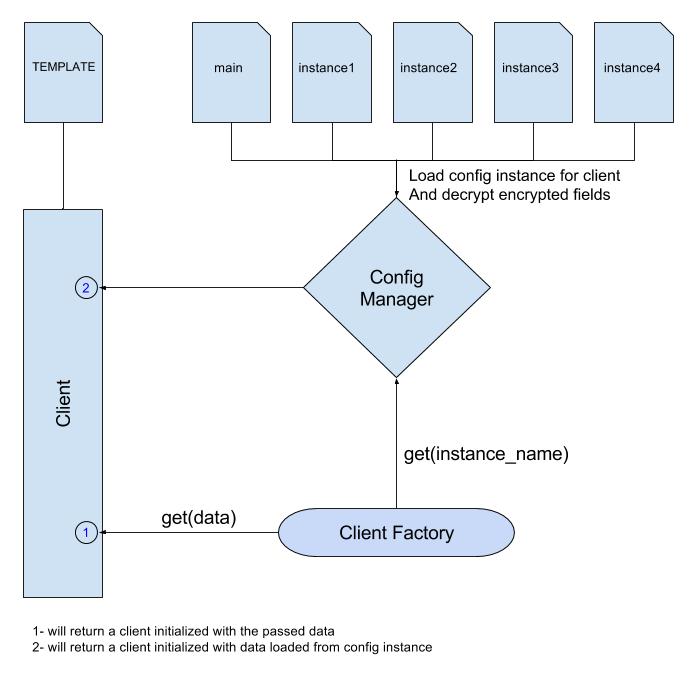 TEMPLATE
main
instance1
instance2
instance3
instance4
Load config instance for client
And decrypt encrypted fields
Config
Manager
2
Client
get(instance_name)
get(data)
1
Client Factory
1- will return a client initialized with the passed data
2- will return a client initialized with data loaded from config instance